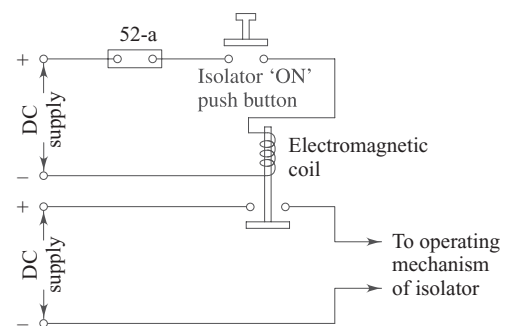 52-a
+
Isolator ‘ON’
push button
DC
supply
Electromagnetic
coil
–
+
DC
supply
To operating
mechanism
of isolator
–